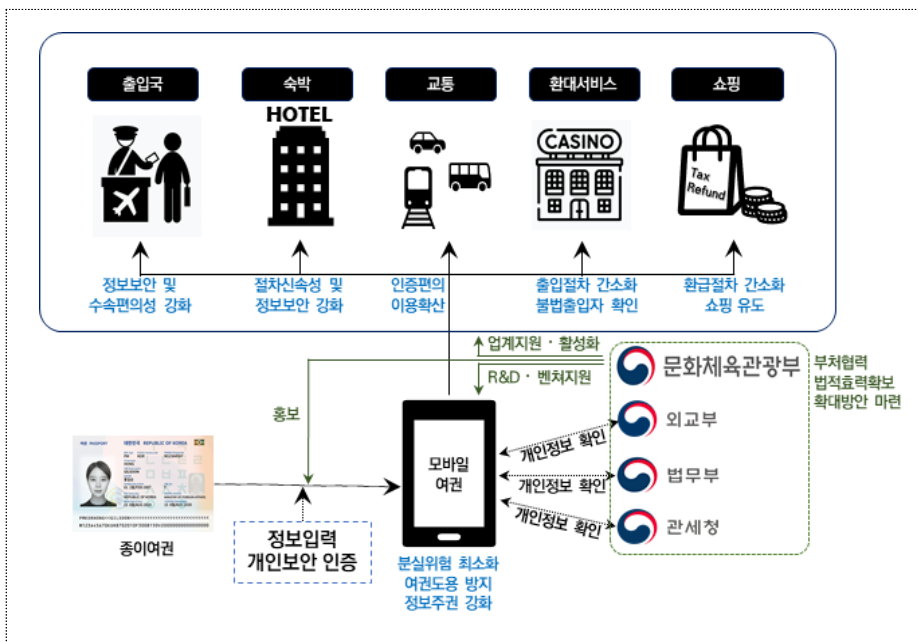 출입국
숙박
교통
환대서비스
쇼핑
HOTEL
CASINO
Tax
Refund
정보보안 및
수속편의성 강화
절차신속성 및
정보보안 강화
인증편의
이용확산
출입절차 간소화
불법출입자 확인
환급절차 간소화
쇼핑 유도
업계지원 · 활성화
R&D · 벤쳐지원
홍보
문화체육관광부
외교부
법무부
관세청
부처협력
법적효력확보
확대방안 마련
개인정보 확인
개인정보 확인
개인정보 확인
모바일
여권
PASSPORT
대한민국 REPUBLIC OF KOREA
종이여권
정보입력
개인보안 인증
분실위험 최소화
여권도용 방지
정보주권 강화